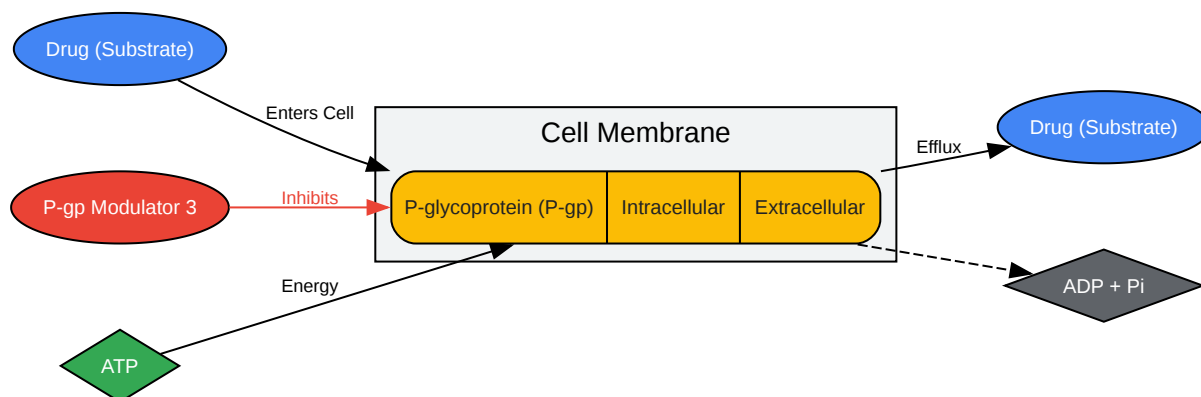 Drug (Substrate)
Enters Cell
Cell Membrane
Efflux
Drug (Substrate)
P-gp Modulator 3
Inhibits
P-glycoprotein (P-gp)
Intracellular
Extracellular
Energy
ADP + Pi
ATP